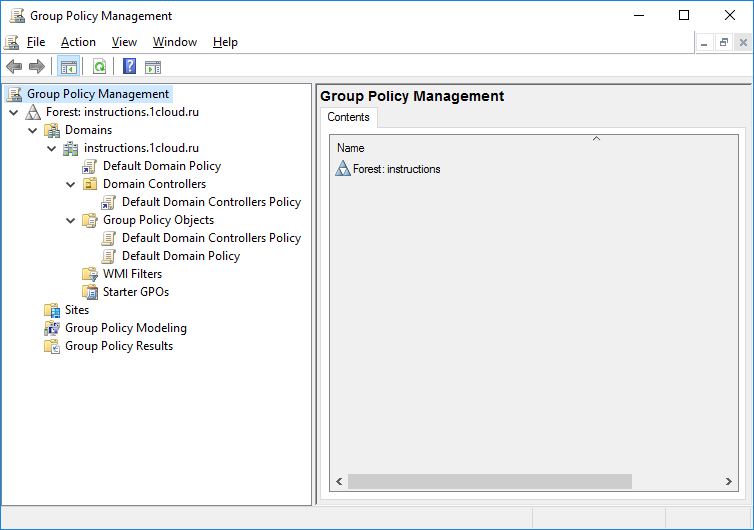 Group Policy Management
File Action View Window Help
Group Policy Management
Forest: instructions.1cloud.ru
Domains
instructions.1cloud.ru
Default Domain Policy
Domain Controllers
Default Domain Controllers Policy
Group Policy Objects
Default Domain Controllers Policy
Default Domain Policy
WMI Filters
Starter GPOs
Sites
Group Policy Modeling
Group Policy Results
Group Policy Management
Contents
Name
Forest: instructions